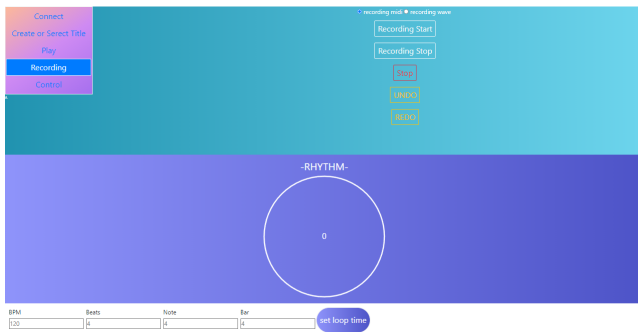 Connect
Create or Serect Title
Play
Recording
Control
recording midi recording wave
Recording Start
Recording Stop
Stop
UNDO
REDO
-RHYTHM-
0
BPM Beats Note Bar
120 4 4 4 set loop time